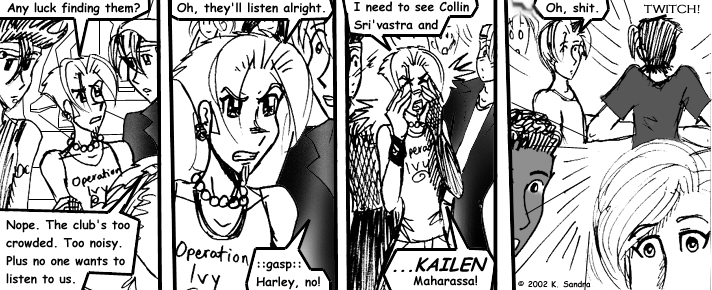 Any luck finding them?
Nope. The club's too
crowded. Too noisy.
Plus no one wants to
listen to us.
Operation
Ivy
Oh, they'll listen alright.
::gasp::
Harley, no!
Operation
Ivy
I need to see Collin
Sri'vastra and
...KAILEN
Maharassa!
perat
Ivy
Oh, shit.
TWITCH!
© 2002 K. Sandra